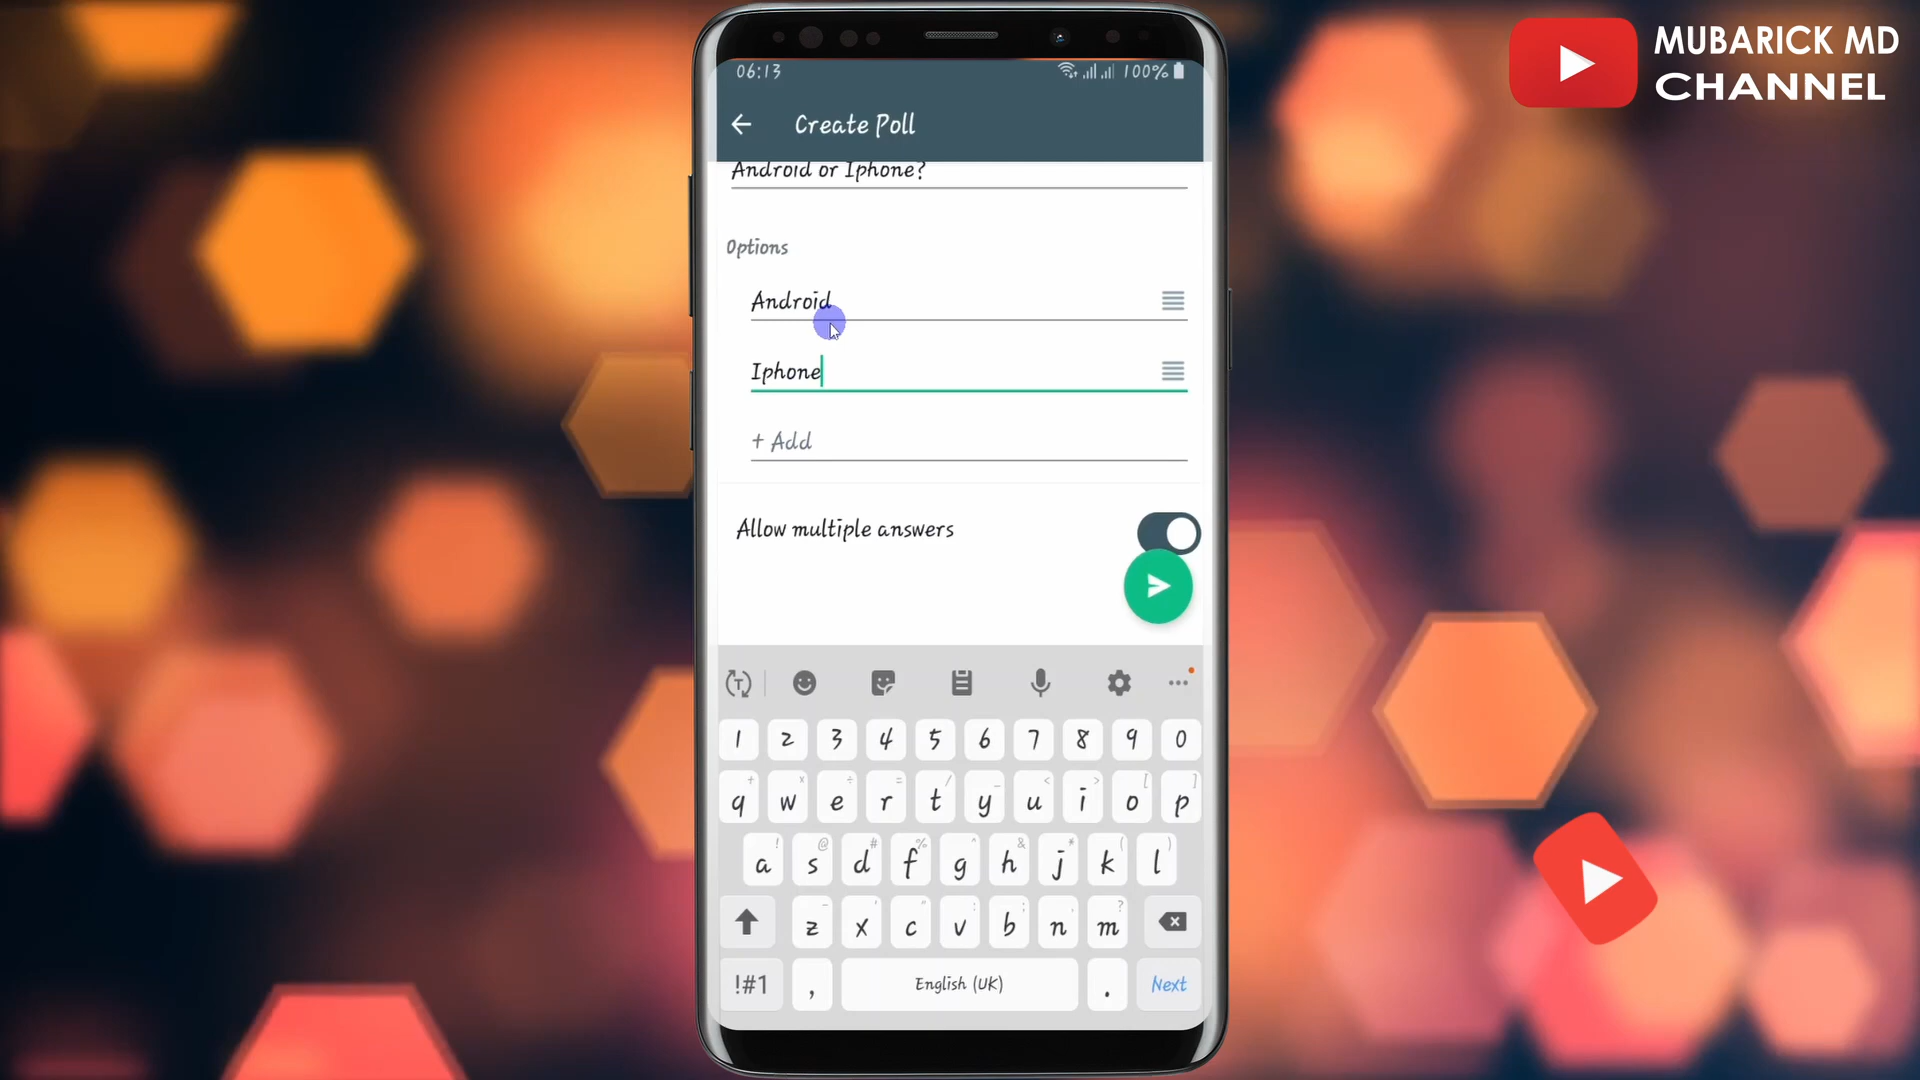 MUBARICK MD
CHANNEL
06:13
100%
Create Poll
Android or Iphone?
Options
Android
Iphone
+ Add
Allow multiple answers
1 2 3 4 5 6 7 8 9 0
q w e r t y u i o p
a s d f g h j k l
z x c v b n m
!#1 , English (UK) . Next